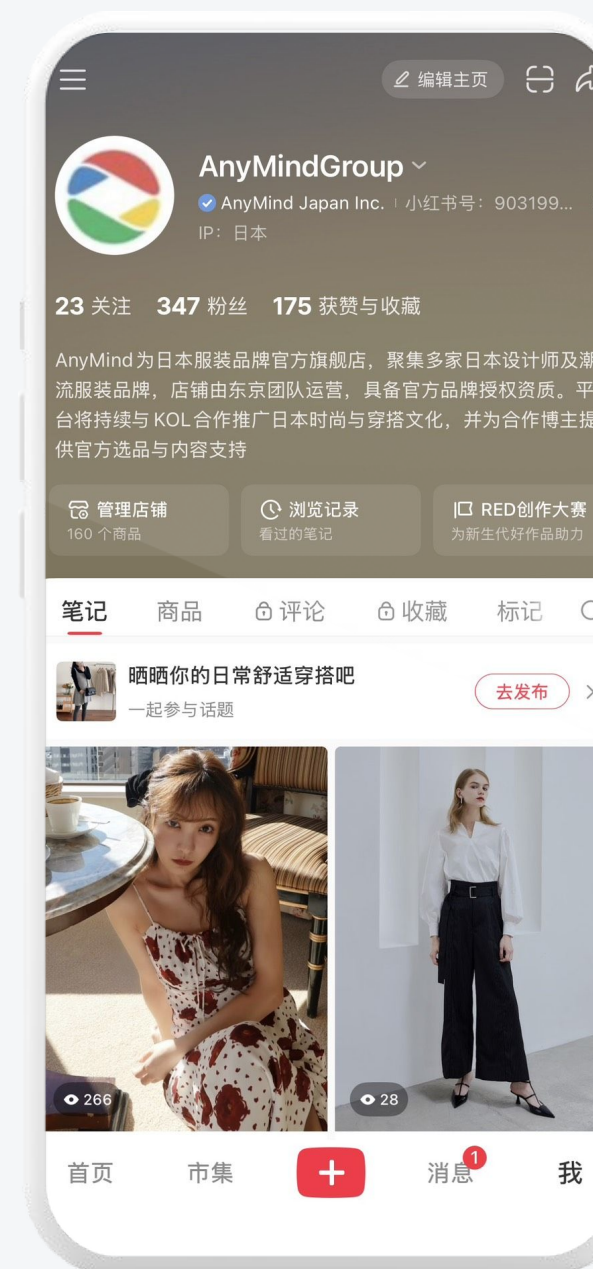 编辑主页
AnyMindGroup
AnyMind Japan Inc. 小红书号：903199...
IP：日本
23 关注 347 粉丝 175 获赞与收藏
AnyMind为日本服装品牌官方旗舰店，聚集多家日本设计师及潮
流服装品牌，店铺由东京团队运营，具备官方品牌授权资质。平
台将持续与KOL合作推广日本时尚与穿搭文化，并为合作博主提
供官方选品与内容支持
管理店铺 浏览记录 RED创作大赛
160 个商品 看过的笔记 为新生代好作品助力
笔记 商品 评论 收藏 标记
晒晒你的日常舒适穿搭吧
一起参与话题
去发布
266 28
首页 市集 消息 1 我